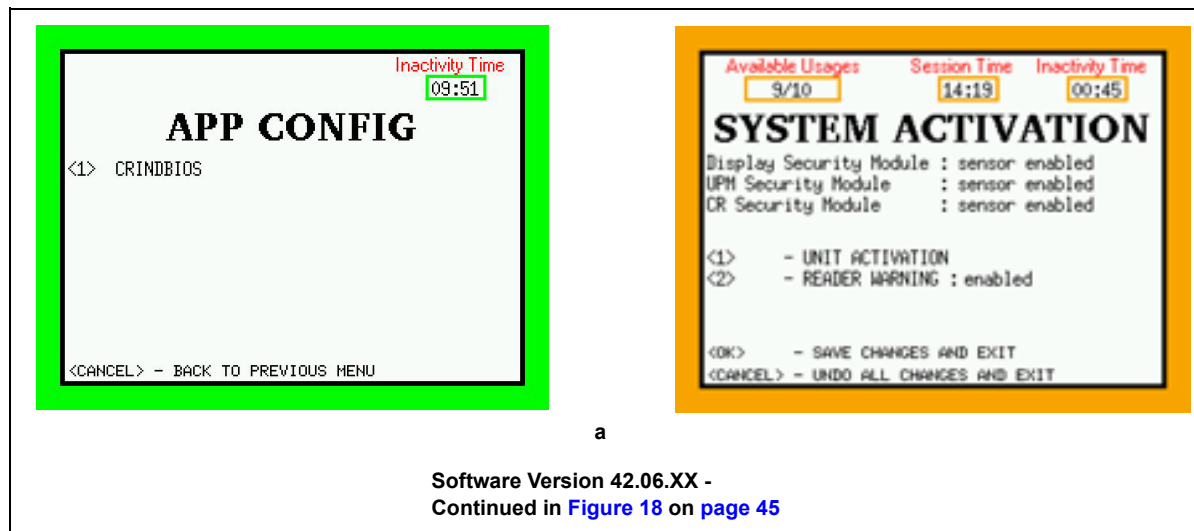 Inactivity Time
09:51
APP CONFIG
<1> CRINDBIOS
<CANCEL> - BACK TO PREVIOUS MENU
Available Usages Session Time Inactivity Time
9/10 14:19 00:45
SYSTEM ACTIVATION
Display Security Module : sensor enabled
UPM Security Module : sensor enabled
CR Security Module : sensor enabled
<1> - UNIT ACTIVATION
<2> - READER WARNING : enabled
<OK> - SAVE CHANGES AND EXIT
<CANCEL> - UNDO ALL CHANGES AND EXIT
a
Software Version 42.06.XX -
Continued in Figure 18 on page 45